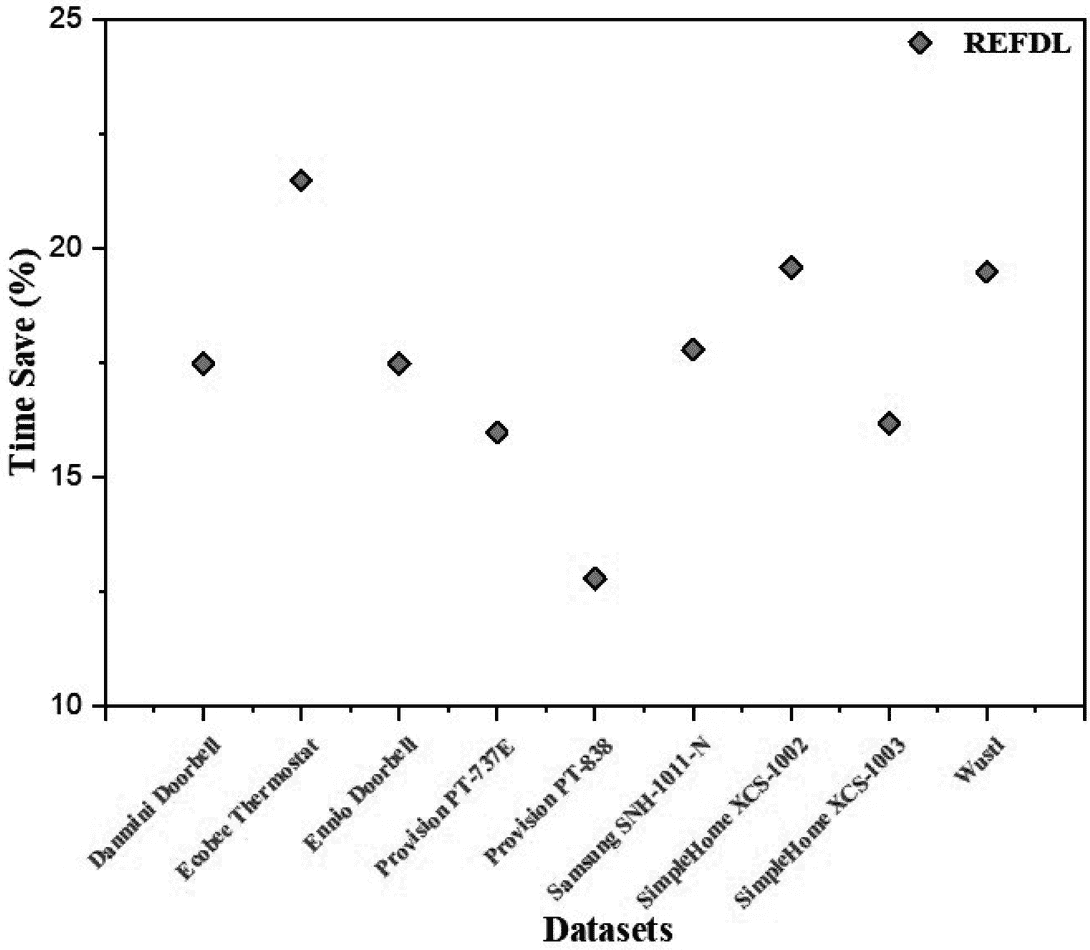 25
REFDL
20
15
10
Time Save (%)
Danmini Doorbell
Ecobee Thermostat
Ennio Doorbell
Provision PT-737E
Provision PT-838
Samsung SNH-1011-N
SimpleHome XCS-1002
SimpleHome XCS-1003
Wustl
Datasets